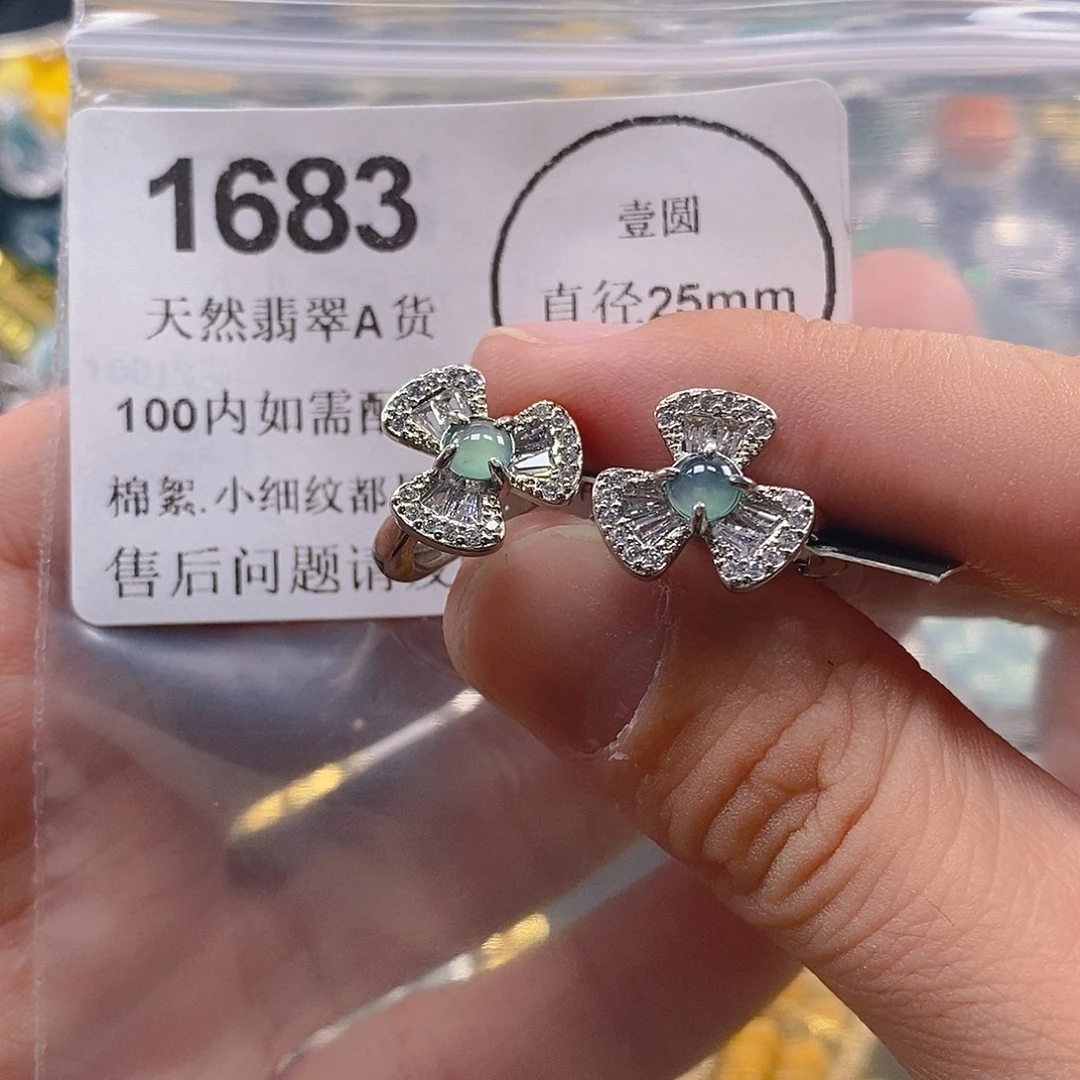 1683
壹圆
直径25mm
天然翡翠A货
100内如需
棉絮.小细纹都
售后问题请